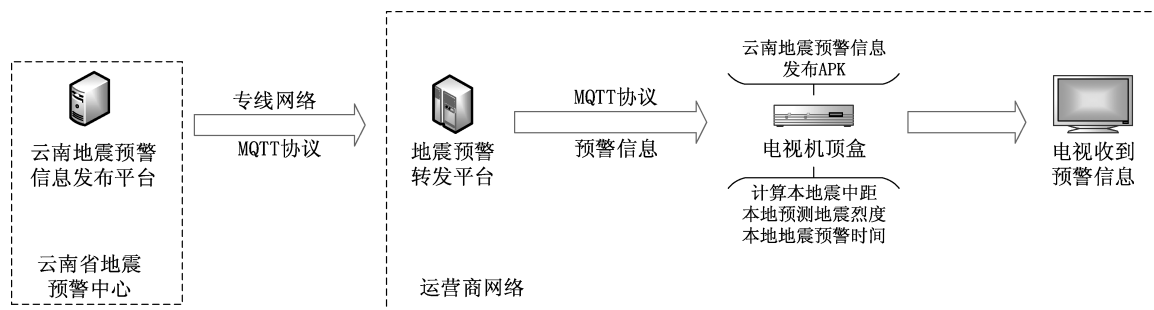 云南地震预警
信息发布平台
云南省地震
预警中心
专线网络
MQTT协议
地震预警
转发平台
MQTT协议
预警信息
云南地震预警信息
发布APK
电视机顶盒
计算本地震中距
本地预测地震烈度
本地地震预警时间
电视收到
预警信息
运营商网络